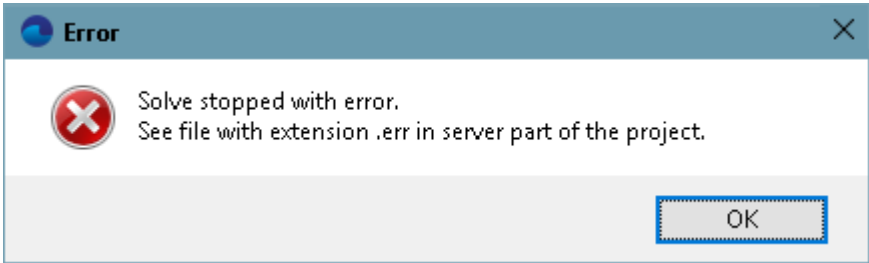 Error
Solve stopped with error.
See file with extension .err in server part of the project.
OK